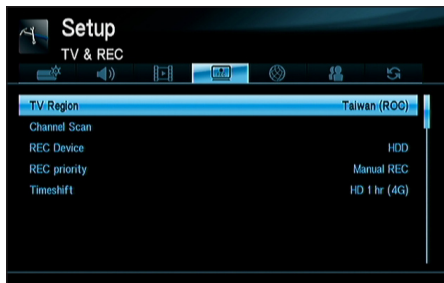 Setup
TV & REC
TV Region Taiwan (ROC)
Channel Scan
REC Device HDD
REC priority Manual REC
Timeshift HD 1 hr (4G)